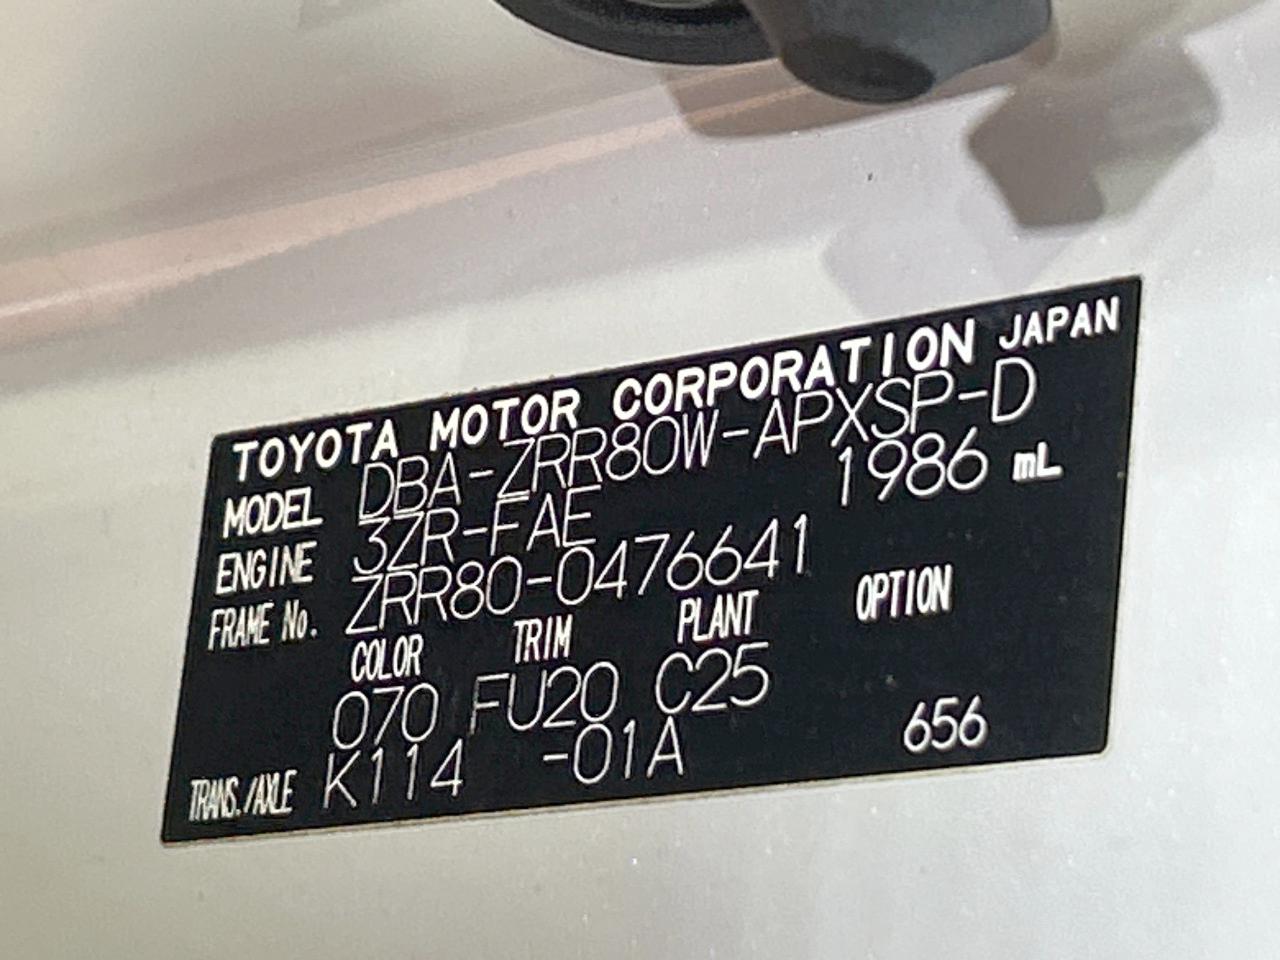 TOYOTA MOTOR CORPORATION JAPAN
MODEL DBA-ZRR80W-APXSP-D
ENGINE 3ZR-FAE 1986 mL
FRAME No. ZRR80-0476641
COLOR TRIM PLANT OPTION
070 FU20 C25
TRANS./AXLE K114 -01A 656